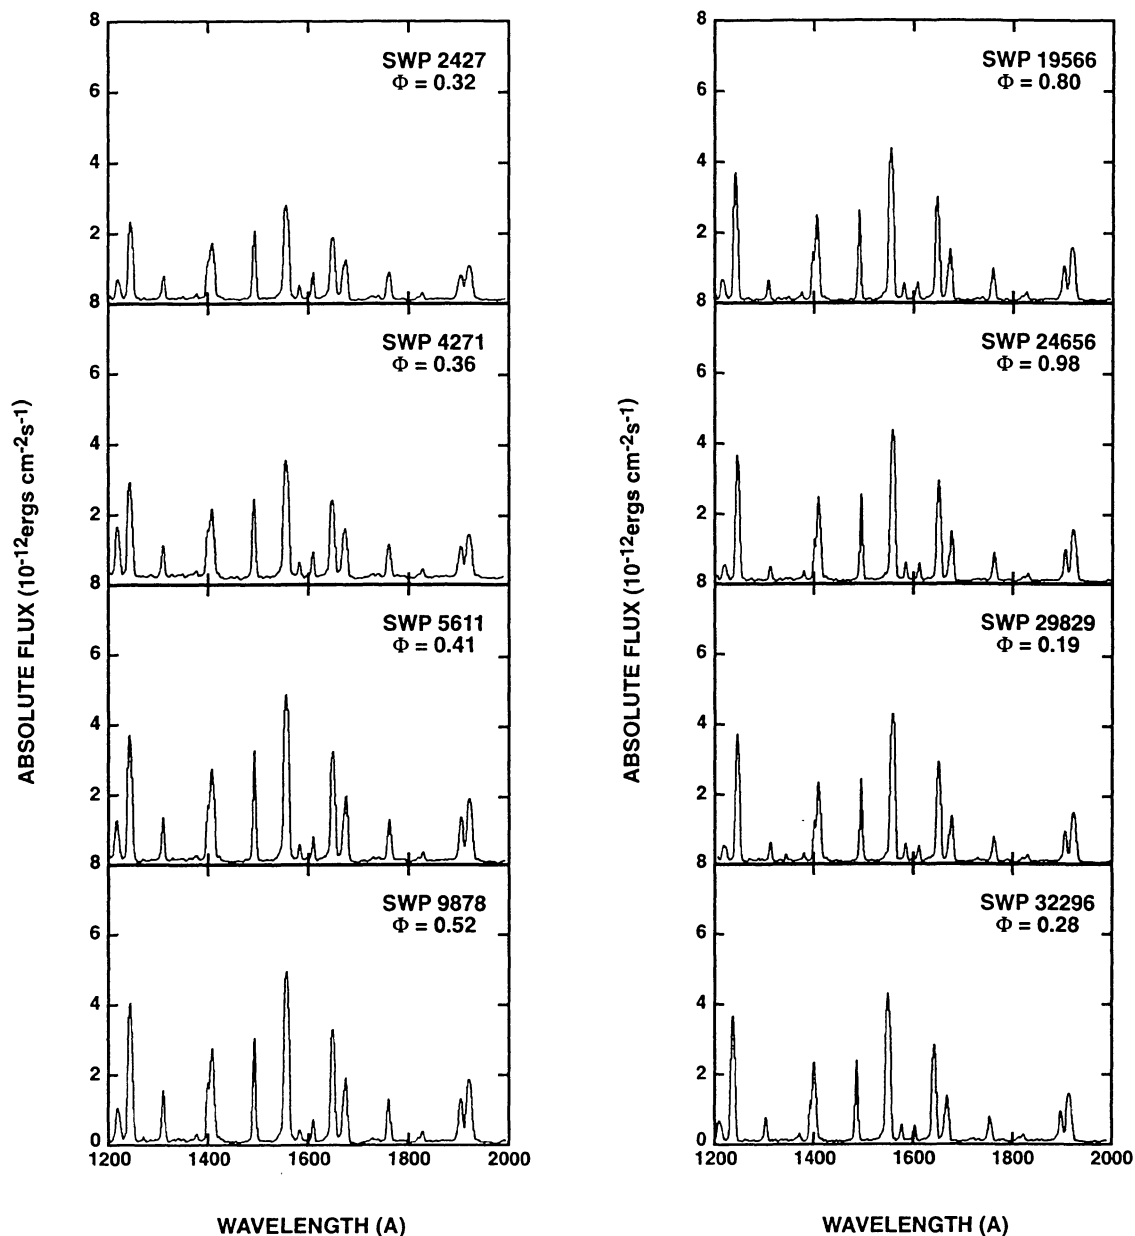 ABSOLUTE FLUX (10-12ergs cm-2s-1)
8
6
4
2
SWP 2427
Φ = 0.32
8
6
4
2
SWP 4271
Φ = 0.36
8
6
4
2
SWP 5611
Φ = 0.41
8
6
4
2
0
SWP 9878
Φ = 0.52
1200 1400 1600 1800 2000
WAVELENGTH (A)
ABSOLUTE FLUX (10-12ergs cm-2s-1)
8
6
4
2
SWP 19566
Φ = 0.80
8
6
4
2
SWP 24656
Φ = 0.98
8
6
4
2
SWP 29829
Φ = 0.19
8
6
4
2
0
SWP 32296
Φ = 0.28
1200 1400 1600 1800 2000
WAVELENGTH (A)